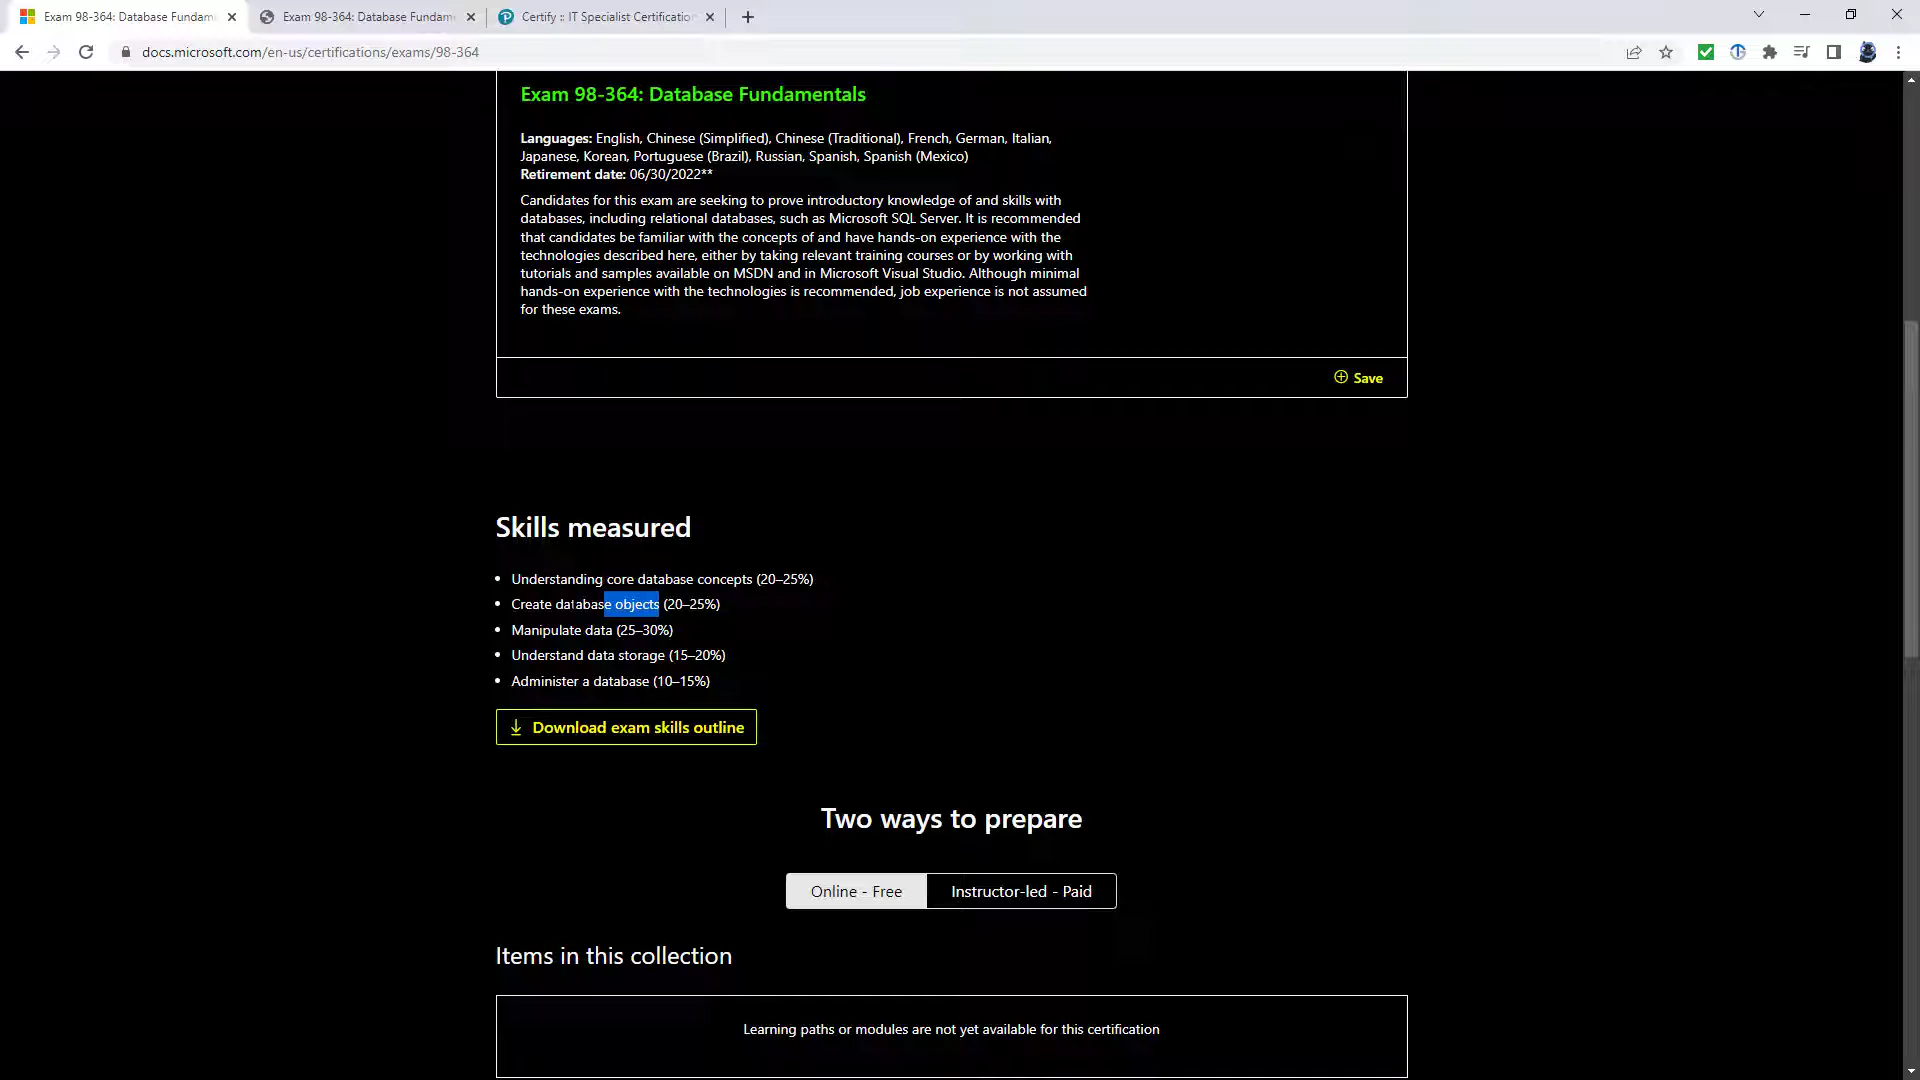 Exam 98-364: Database Fundam
Exam 98-364: Database Fundam
Certify :: IT Specialist Certification
docs.microsoft.com/en-us/certifications/exams/98-364
Exam 98-364: Database Fundamentals
Languages: English, Chinese (Simplified), Chinese (Traditional), French, German, Italian,
Japanese, Korean, Portuguese (Brazil), Russian, Spanish, Spanish (Mexico)
Retirement date: 06/30/2022**
Candidates for this exam are seeking to prove introductory knowledge of and skills with
databases, including relational databases, such as Microsoft SQL Server. It is recommended
that candidates be familiar with the concepts of and have hands-on experience with the
technologies described here, either by taking relevant training courses or by working with
tutorials and samples available on MSDN and in Microsoft Visual Studio. Although minimal
hands-on experience with the technologies is recommended, job experience is not assumed
for these exams.
Save
Skills measured
• Understanding core database concepts (20–25%)
• Create database objects (20–25%)
• Manipulate data (25–30%)
• Understand data storage (15–20%)
• Administer a database (10–15%)
Download exam skills outline
Two ways to prepare
Online - Free
Instructor-led - Paid
Items in this collection
Learning paths or modules are not yet available for this certification